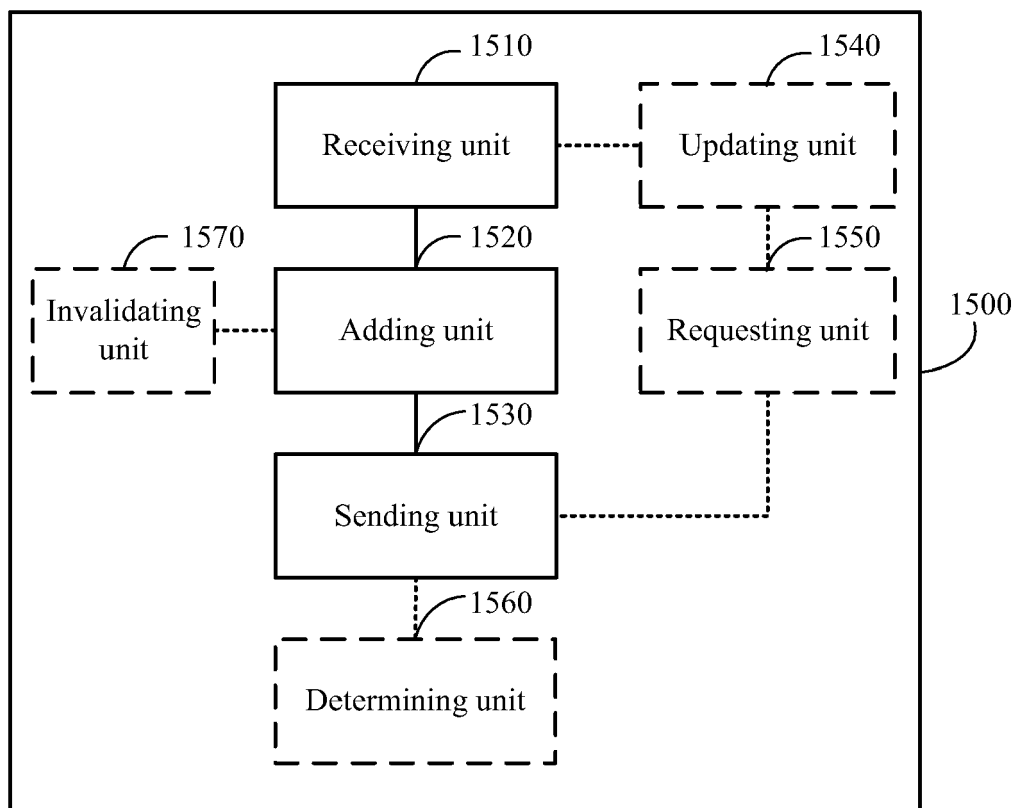 1510
1540
Receiving unit
Updating unit
1570
1520
1550
Invalidating
unit
Adding unit
Requesting unit
1500
1530
Sending unit
1560
Determining unit